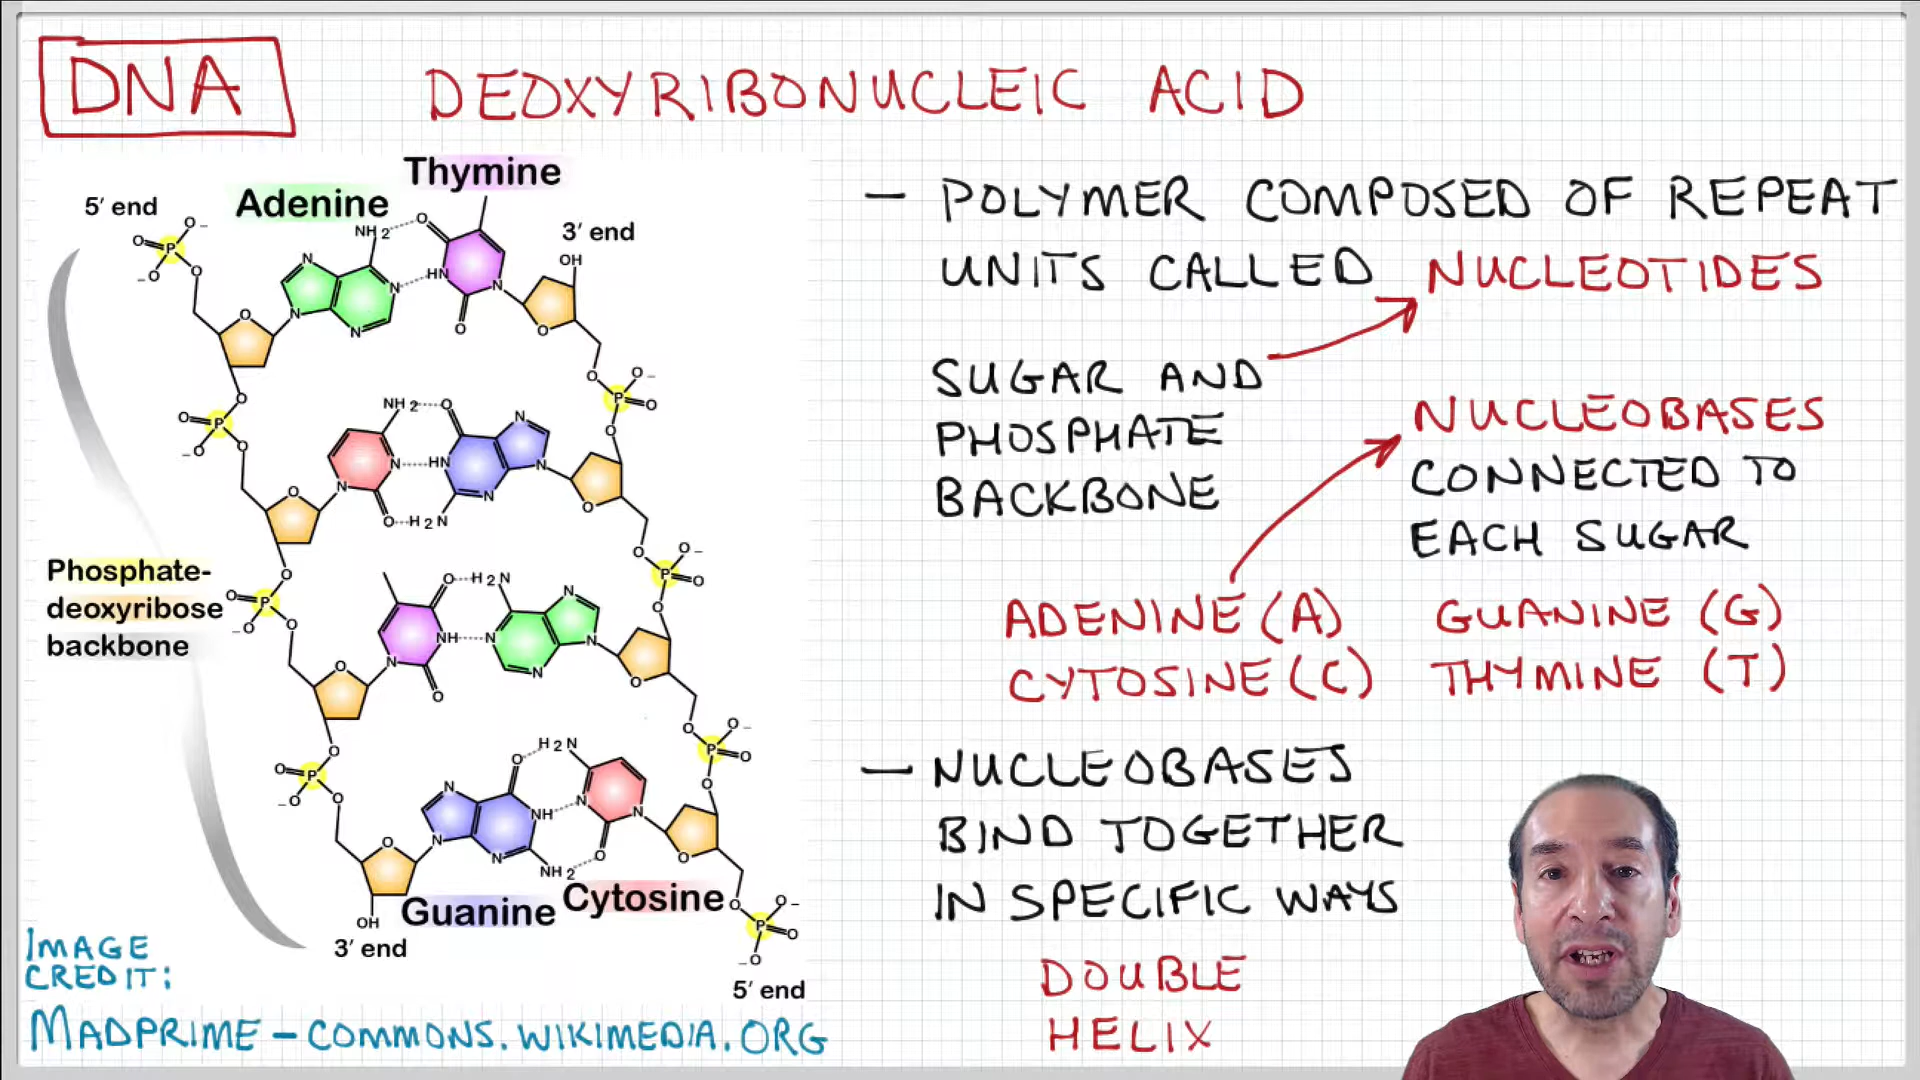 DNA
DEOXYRIBONUCLEIC ACID
Thymine
Adenine
5′ end
3′ end
Phosphate-
deoxyribose
backbone
Guanine
Cytosine
3′ end
5′ end
IMAGE
CREDIT:
MADPRIME – COMMONS.WIKIMEDIA.ORG
– POLYMER COMPOSED OF REPEAT
UNITS CALLED NUCLEOTIDES
SUGAR AND
PHOSPHATE
BACKBONE
NUCLEOBASES
CONNECTED TO
EACH SUGAR
ADENINE (A) GUANINE (G)
CYTOSINE (C) THYMINE (T)
– NUCLEOBASES
BIND TOGETHER
IN SPECIFIC WAYS
DOUBLE
HELIX